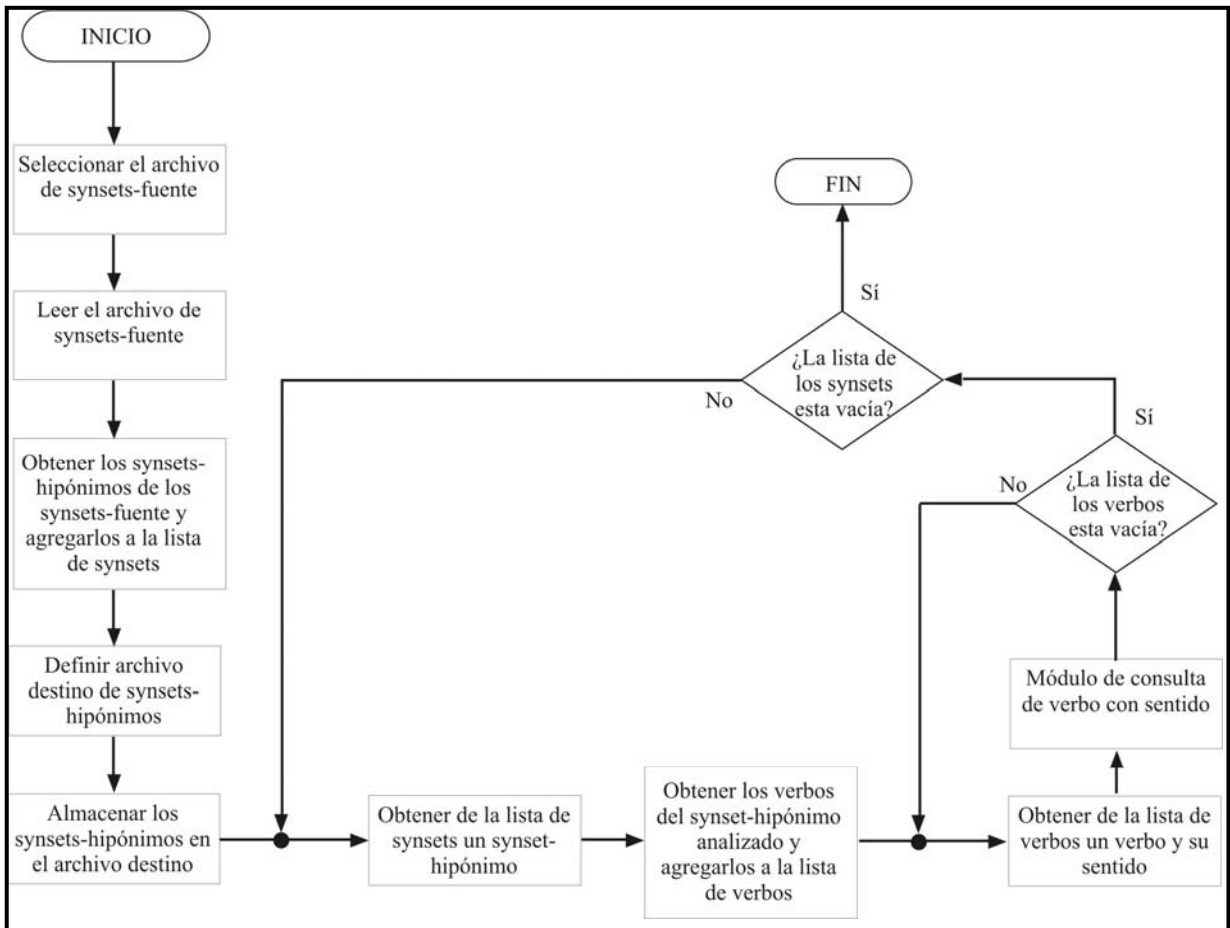 INICIO
Seleccionar el archivo
de synsets-fuente
Leer el archivo de
synsets-fuente
Obtener los synsets-
hipónimos de los
synsets-fuente y
agregarlos a la lista
de synsets
Definir archivo
destino de synsets-
hipónimos
Almacenar los
synsets-hipónimos en
el archivo destino
Obtener de la lista de
synsets un synset-
hipónimo
Obtener los verbos
del synset-hipónimo
analizado y
agregarlos a la lista
de verbos
Obtener de la lista de
verbos un verbo y su
sentido
Módulo de consulta
de verbo con sentido
¿La lista de
los verbos
esta vacía?
No
Sí
¿La lista de
los synsets
esta vacía?
No
Sí
FIN